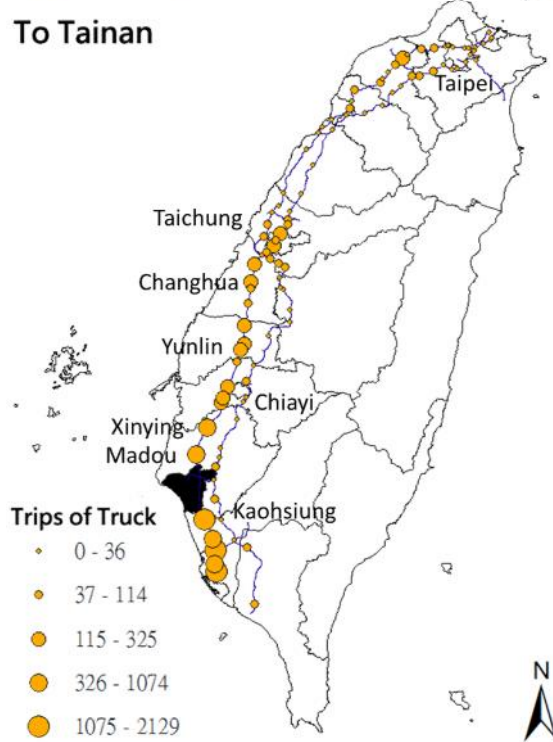 To Tainan
Taipei
Taichung
Changhua
Yunlin
Chiayi
Xinying
Madou
Kaohsiung
Trips of Truck
0 - 36
37 - 114
115 - 325
326 - 1074
1075 - 2129
N